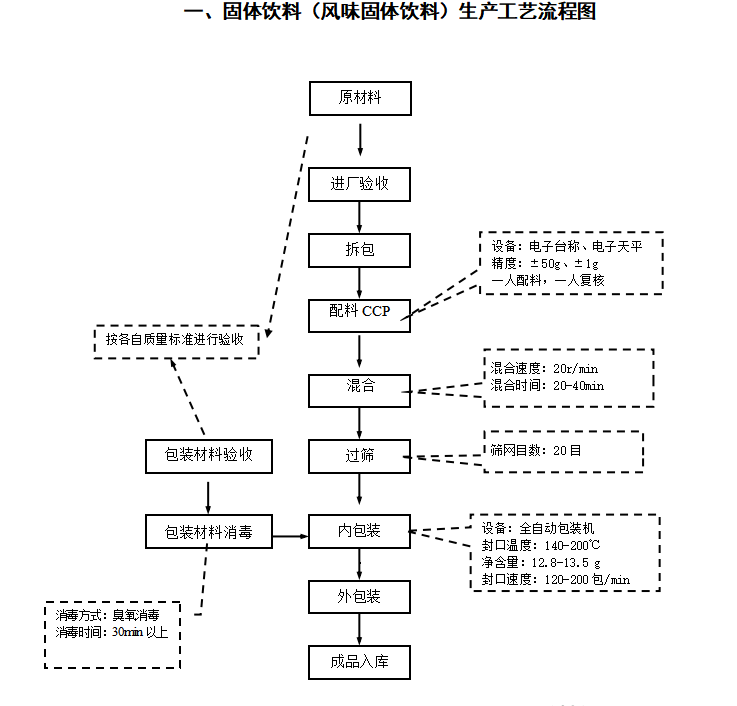 一、固体饮料（风味固体饮料）生产工艺流程图
原材料
进厂验收
拆包
设备：电子台称、电子天平
精度：±50g、±1g
一人配料，一人复核
配料 CCP
按各自质量标准进行验收
混合速度：20r/min
混合时间：20-40min
混合
包装材料验收
过筛
筛网目数：20目
包装材料消毒
内包装
设备：全自动包装机
封口温度：140-200℃
净含量：12.8-13.5 g
封口速度：120-200 包/min
外包装
消毒方式：臭氧消毒
消毒时间：30min 以上
成品入库